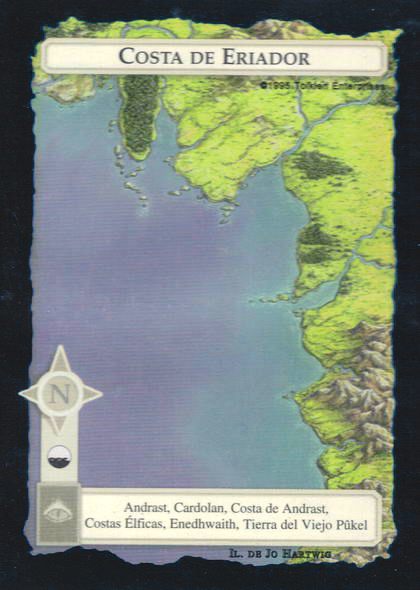 COSTA DE ERIADOR
©1995 Tolkien Enterprises
N
Andrast, Cardolan, Costa de Andrast,
Costas Élficas, Enedhwaith, Tierra del Viejo Pûkel
IL. DE JO HARTWIG